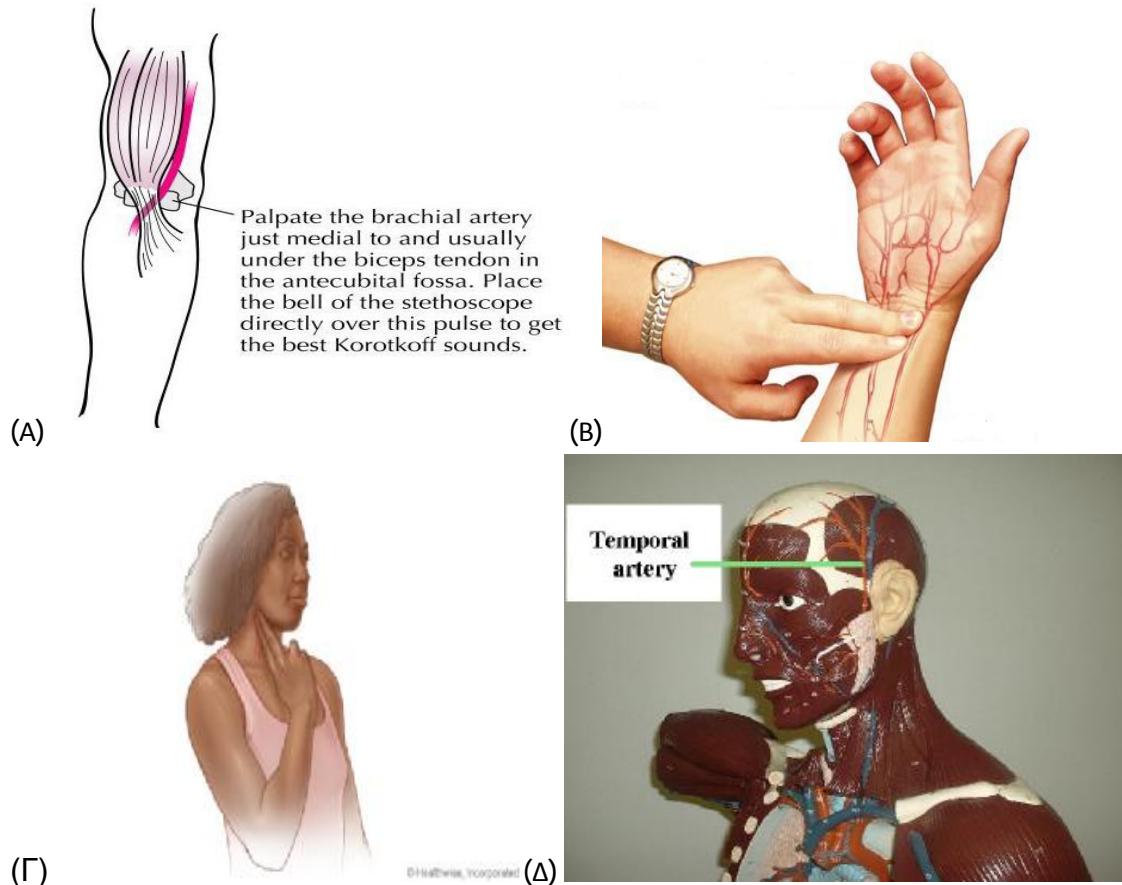 Palpate the brachial artery
just medial to and usually
under the biceps tendon in
the antecubital fossa. Place
the bell of the stethoscope
directly over this pulse to get
the best Korotkoff sounds.
(A)
(B)
Temporal
artery
(Γ)
©Healthwise, Incorporated
(Δ)